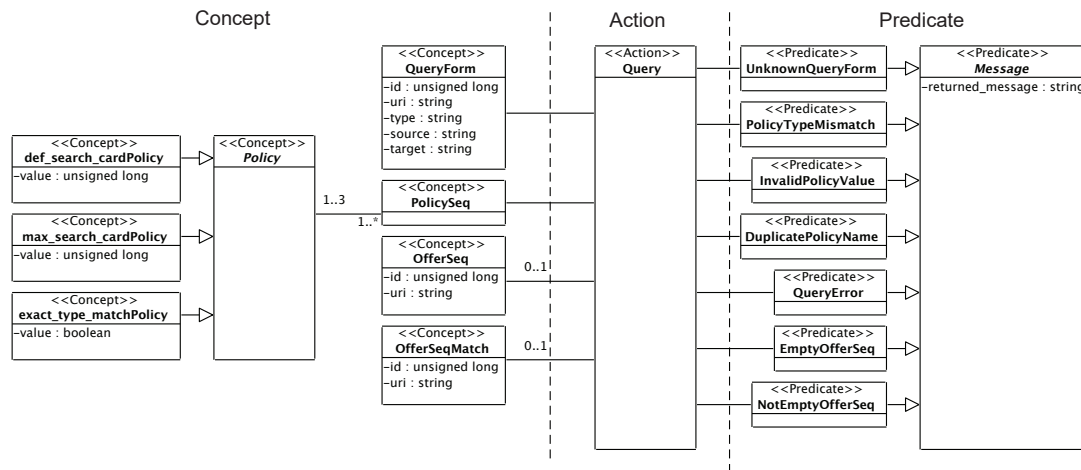 Concept
Action
Predicate
<<Concept>>
def_search_cardPolicy
-value : unsigned long
<<Concept>>
max_search_cardPolicy
-value : unsigned long
<<Concept>>
exact_type_matchPolicy
-value : boolean
<<Concept>>
Policy
1..3
1..*
<<Concept>>
QueryForm
-id : unsigned long
-uri : string
-type : string
-source : string
-target : string
<<Concept>>
PolicySeq
<<Concept>>
OfferSeq
-id : unsigned long
-uri : string
0..1
<<Concept>>
OfferSeqMatch
-id : unsigned long
-uri : string
0..1
<<Action>>
Query
<<Predicate>>
UnknownQueryForm
<<Predicate>>
PolicyTypeMismatch
<<Predicate>>
InvalidPolicyValue
<<Predicate>>
DuplicatePolicyName
<<Predicate>>
QueryError
<<Predicate>>
EmptyOfferSeq
<<Predicate>>
NotEmptyOfferSeq
<<Predicate>>
Message
-returned_message : string